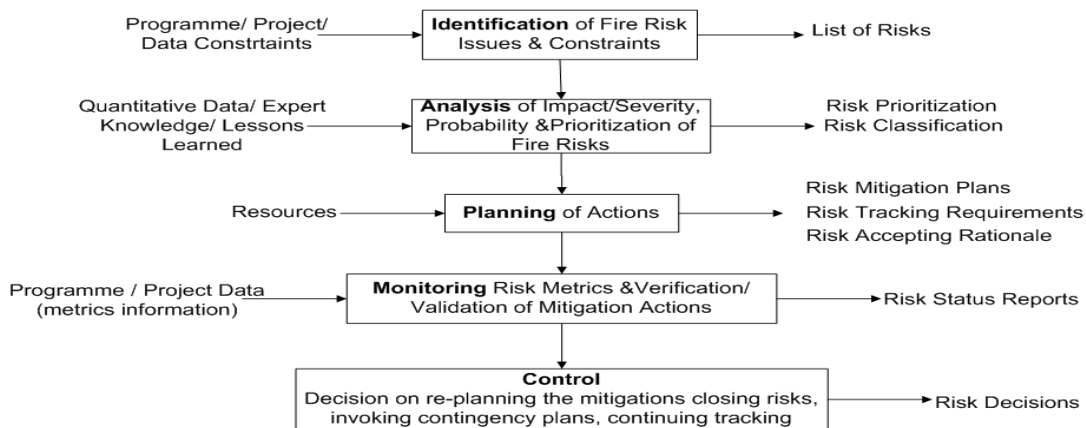 Programme/ Project/
Data Constrtaints
Identification of Fire Risk
Issues & Constraints
List of Risks
Quantitative Data/ Expert
Knowledge/ Lessons
Learned
Analysis of Impact/Severity,
Probability &Prioritization of
Fire Risks
Risk Prioritization
Risk Classification
Resources
Planning of Actions
Risk Mitigation Plans
Risk Tracking Requirements
Risk Accepting Rationale
Programme / Project Data
(metrics information)
Monitoring Risk Metrics &Verification/
Validation of Mitigation Actions
Risk Status Reports
Control
Decision on re-planning the mitigations closing risks,
invoking contingency plans, continuing tracking
Risk Decisions